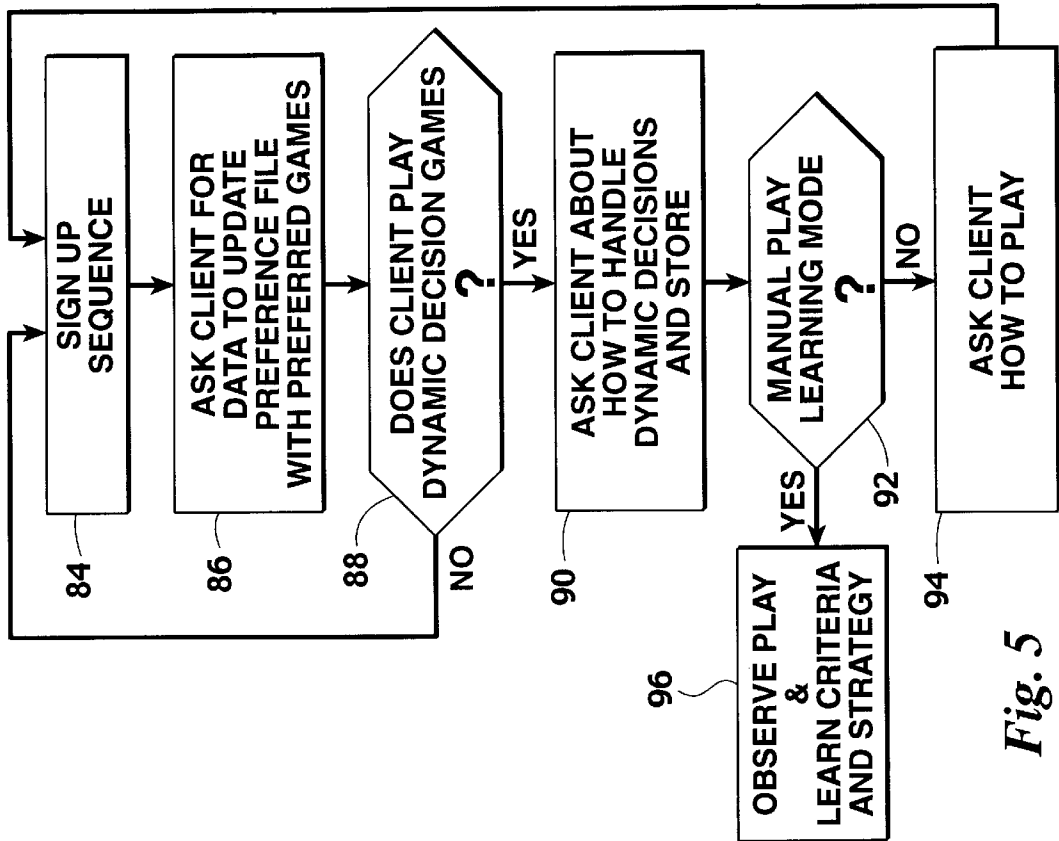 SIGN UP
SEQUENCE
84
ASK CLIENT FOR
DATA TO UPDATE
PREFERENCE FILE
WITH PREFERRED GAMES
86
DOES CLIENT PLAY
DYNAMIC DECISION GAMES
?
88
NO
YES
ASK CLIENT ABOUT
HOW TO HANDLE
DYNAMIC DECISIONS
AND STORE
90
MANUAL PLAY
LEARNING MODE
?
92
YES
NO
OBSERVE PLAY
&
LEARN CRITERIA
AND STRATEGY
96
ASK CLIENT
HOW TO PLAY
94
Fig. 5